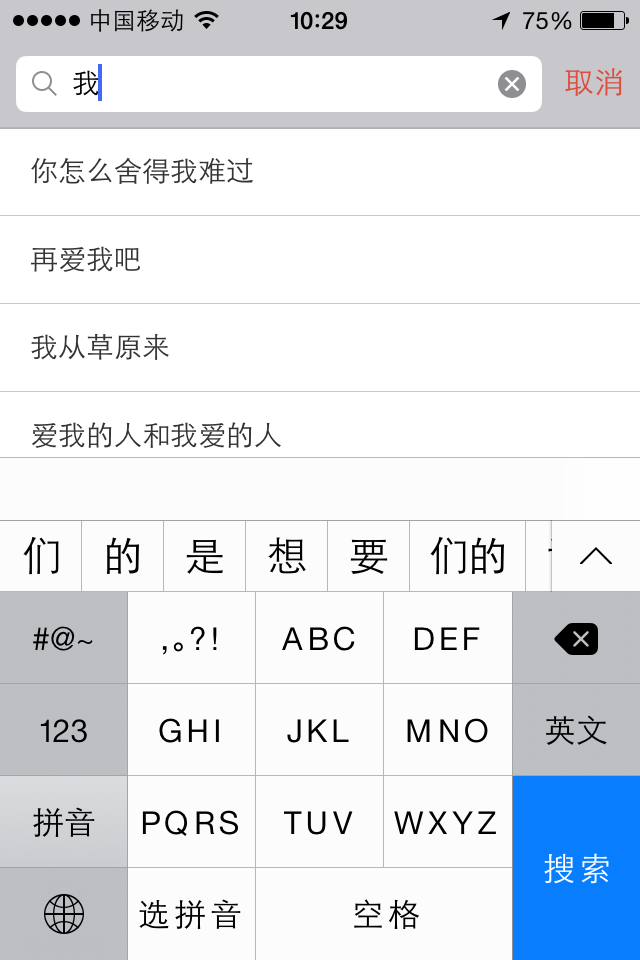 中国移动 10:29 75%
我 取消
你怎么舍得我难过
再爱我吧
我从草原来
爱我的人和我爱的人
们 的 是 想 要 们的
#@~ ,。?! ABC DEF
123 GHI JKL MNO 英文
拼音 PQRS TUV WXYZ
搜索
选拼音 空格